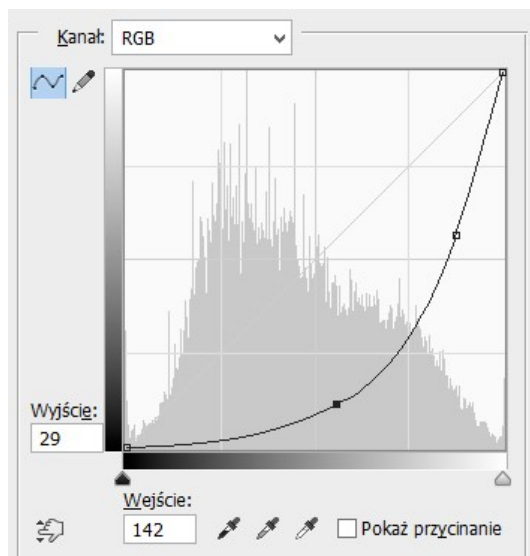 Kanał: RGB
Wyjście:
29
Wejście:
142
Pokaż przycinanie